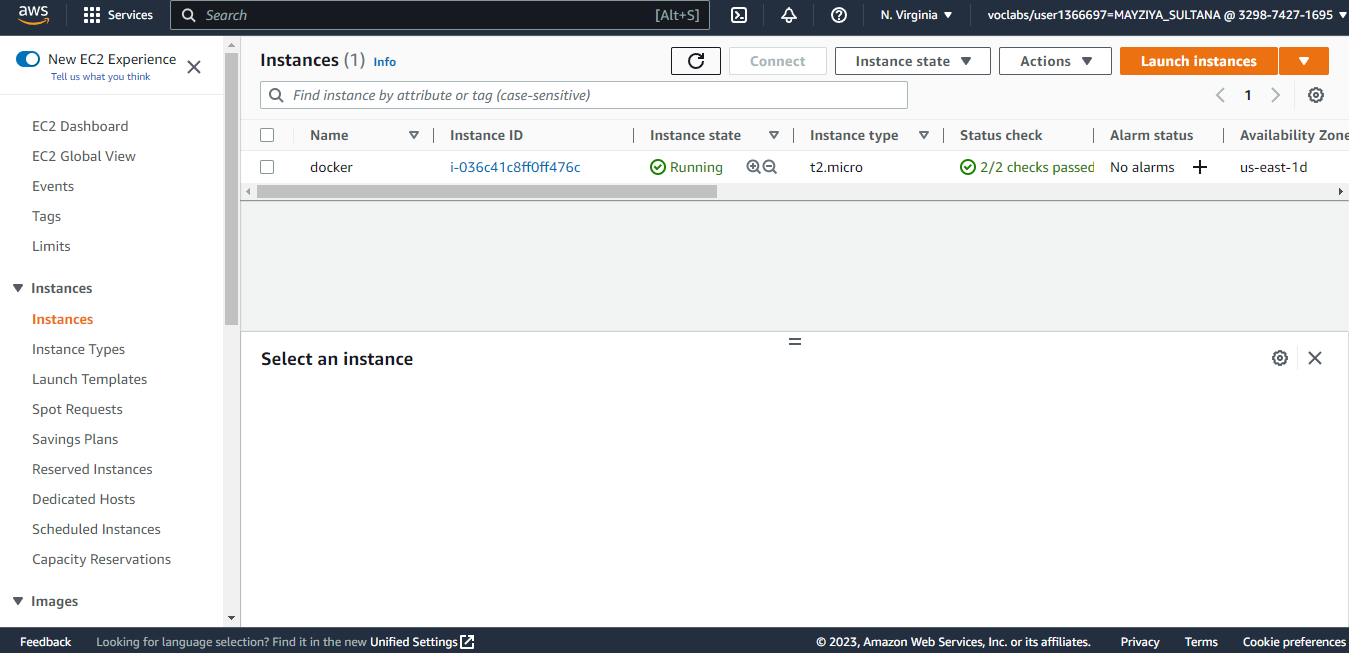 aws Services Search [Alt+S] N. Virginia voclabs/user1366697=MAYZIYA_SULTANA @ 3298-7427-1695
New EC2 Experience
Tell us what you think
EC2 Dashboard
EC2 Global View
Events
Tags
Limits
Instances
Instances
Instance Types
Launch Templates
Spot Requests
Savings Plans
Reserved Instances
Dedicated Hosts
Scheduled Instances
Capacity Reservations
Images
Instances (1) Info Connect Instance state Actions Launch instances
Find instance by attribute or tag (case-sensitive) 1
Name Instance ID Instance state Instance type Status check Alarm status Availability Zone
docker i-036c41c8ff0ff476c Running t2.micro 2/2 checks passed No alarms + us-east-1d
Select an instance
Feedback Looking for language selection? Find it in the new Unified Settings © 2023, Amazon Web Services, Inc. or its affiliates. Privacy Terms Cookie preferences